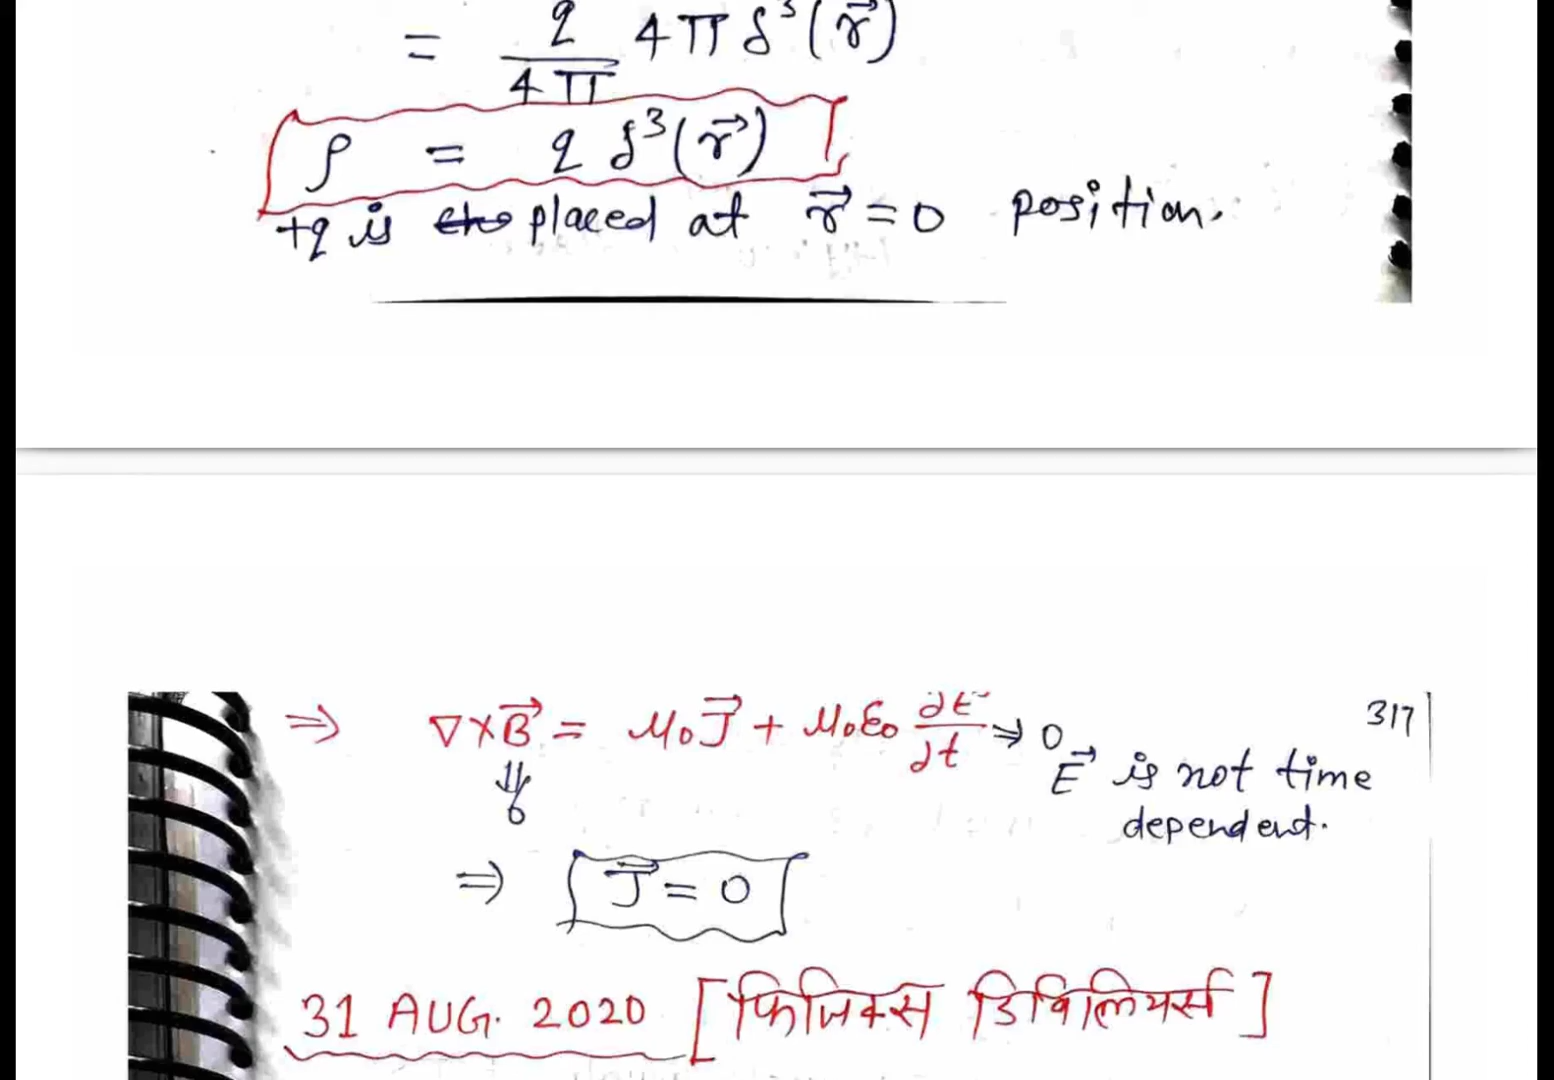 = q/4π 4π δ³(r⃗)
ρ = q δ³(r⃗)
+q is placed at r⃗ = 0 position.
317
⇒ ∇×B⃗ = μ₀J⃗ + μ₀ε₀ ∂E⃗/∂t ⇒ 0
⇓
0
E⃗ is not time
dependent.
⇒ J⃗ = 0
31 AUG. 2020 [फिजिक्स डिविलियर्स]